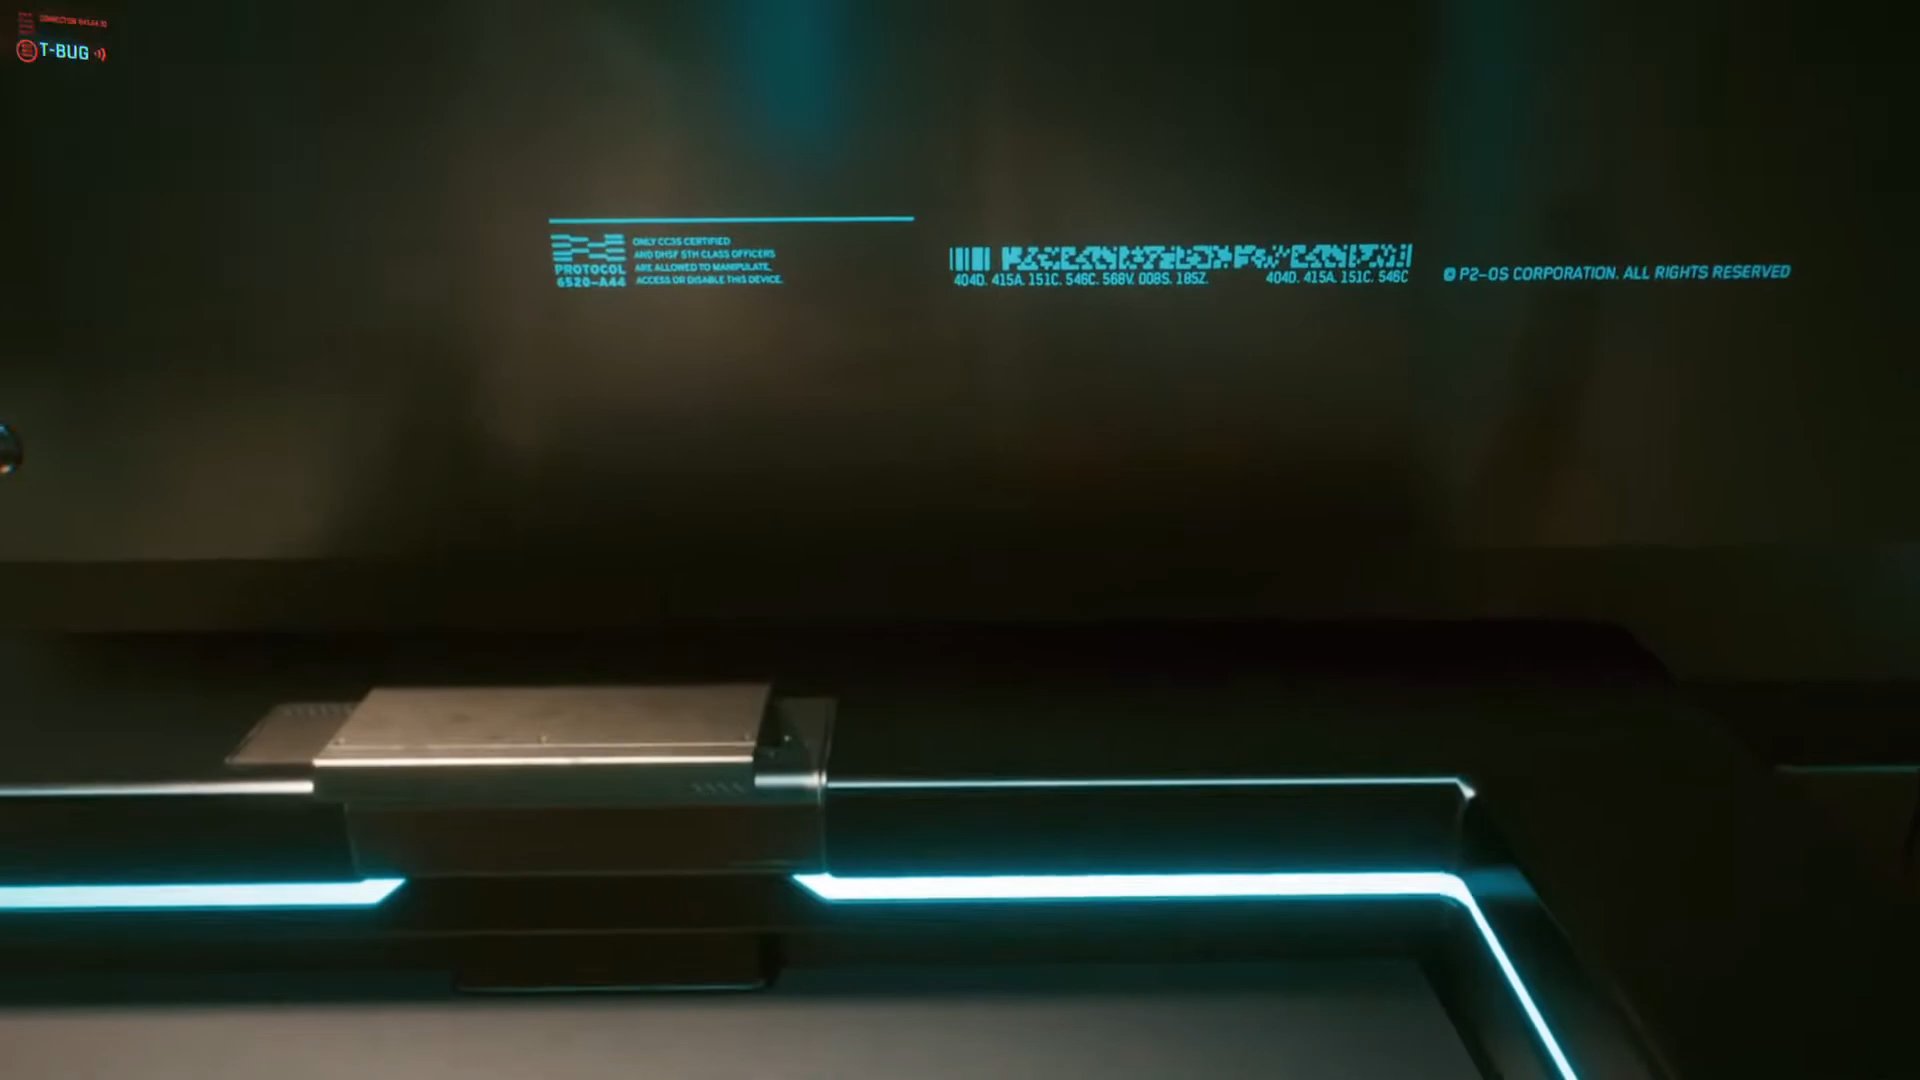 T-BUG
PROTOCOL
6520-A44
ONLY CC35 CERTIFIED
AND DHSF 5TH CLASS OFFICERS
ARE ALLOWED TO MANIPULATE,
ACCESS OR DISABLE THIS DEVICE.
404D. 415A. 151C. 546C. 568V. 008S. 185Z.
404D. 415A. 151C. 546C
© P2-OS CORPORATION. ALL RIGHTS RESERVED